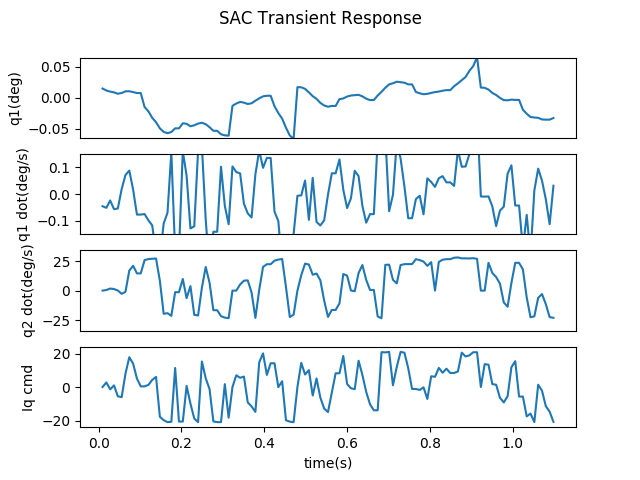 SAC Transient Response
q1(deg)
0.05
0.00
−0.05
q1 dot(deg/s)
0.1
0.0
−0.1
q2 dot(deg/s)
25
0
−25
Iq cmd
20
0
−20
0.0 0.2 0.4 0.6 0.8 1.0
time(s)